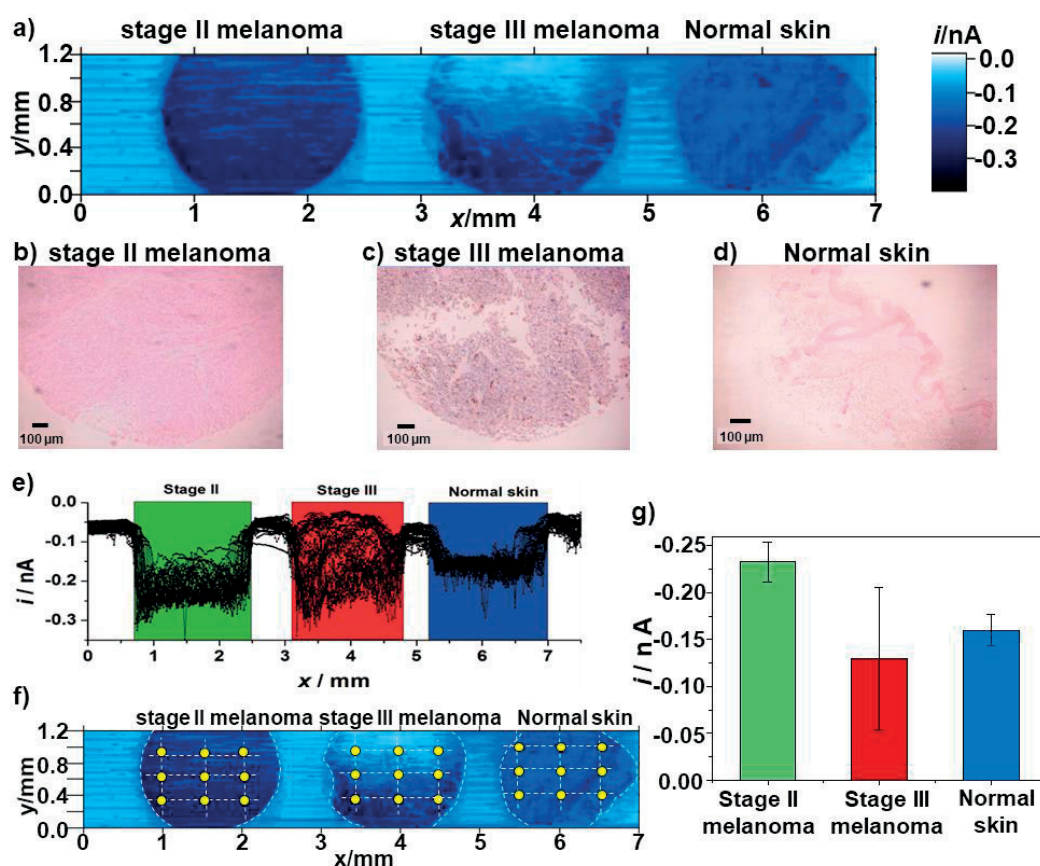 a) stage II melanoma stage III melanoma Normal skin i/nA
1.2
0.8
0.4
0.0
y/mm
0 1 2 3 4 5 6 7
x/mm
0.0
-0.1
-0.2
-0.3
b) stage II melanoma c) stage III melanoma d) Normal skin
100 µm 100 µm 100 µm
e)
Stage II Stage III Normal skin
0.0
-0.1
-0.2
-0.3
i / nA
0 1 2 3 4 5 6 7
x / mm
f)
stage II melanoma stage III melanoma Normal skin
1.2
0.8
0.4
0.0
y/mm
0 1 2 3 4 5 6 7
x/mm
g)
-0.25
-0.20
-0.15
-0.10
-0.05
0.00
i / nA
Stage II Stage III Normal
melanoma melanoma skin